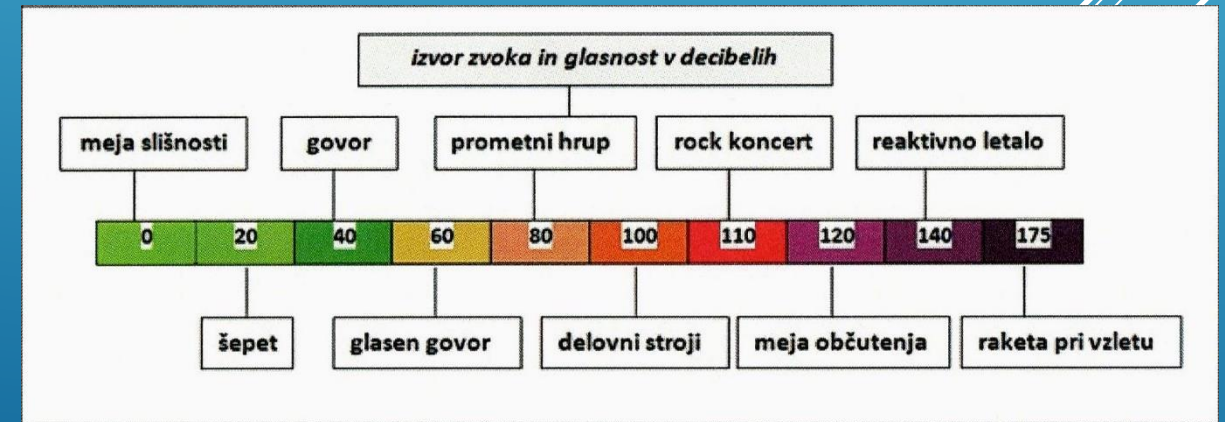 izvor zvoka in glasnost v decibelih
meja slišnosti
govor
prometni hrup
rock koncert
reaktivno letalo
0 20 40 60 80 100 110 120 140 175
šepet
glasen govor
delovni stroji
meja občutenja
raketa pri vzletu